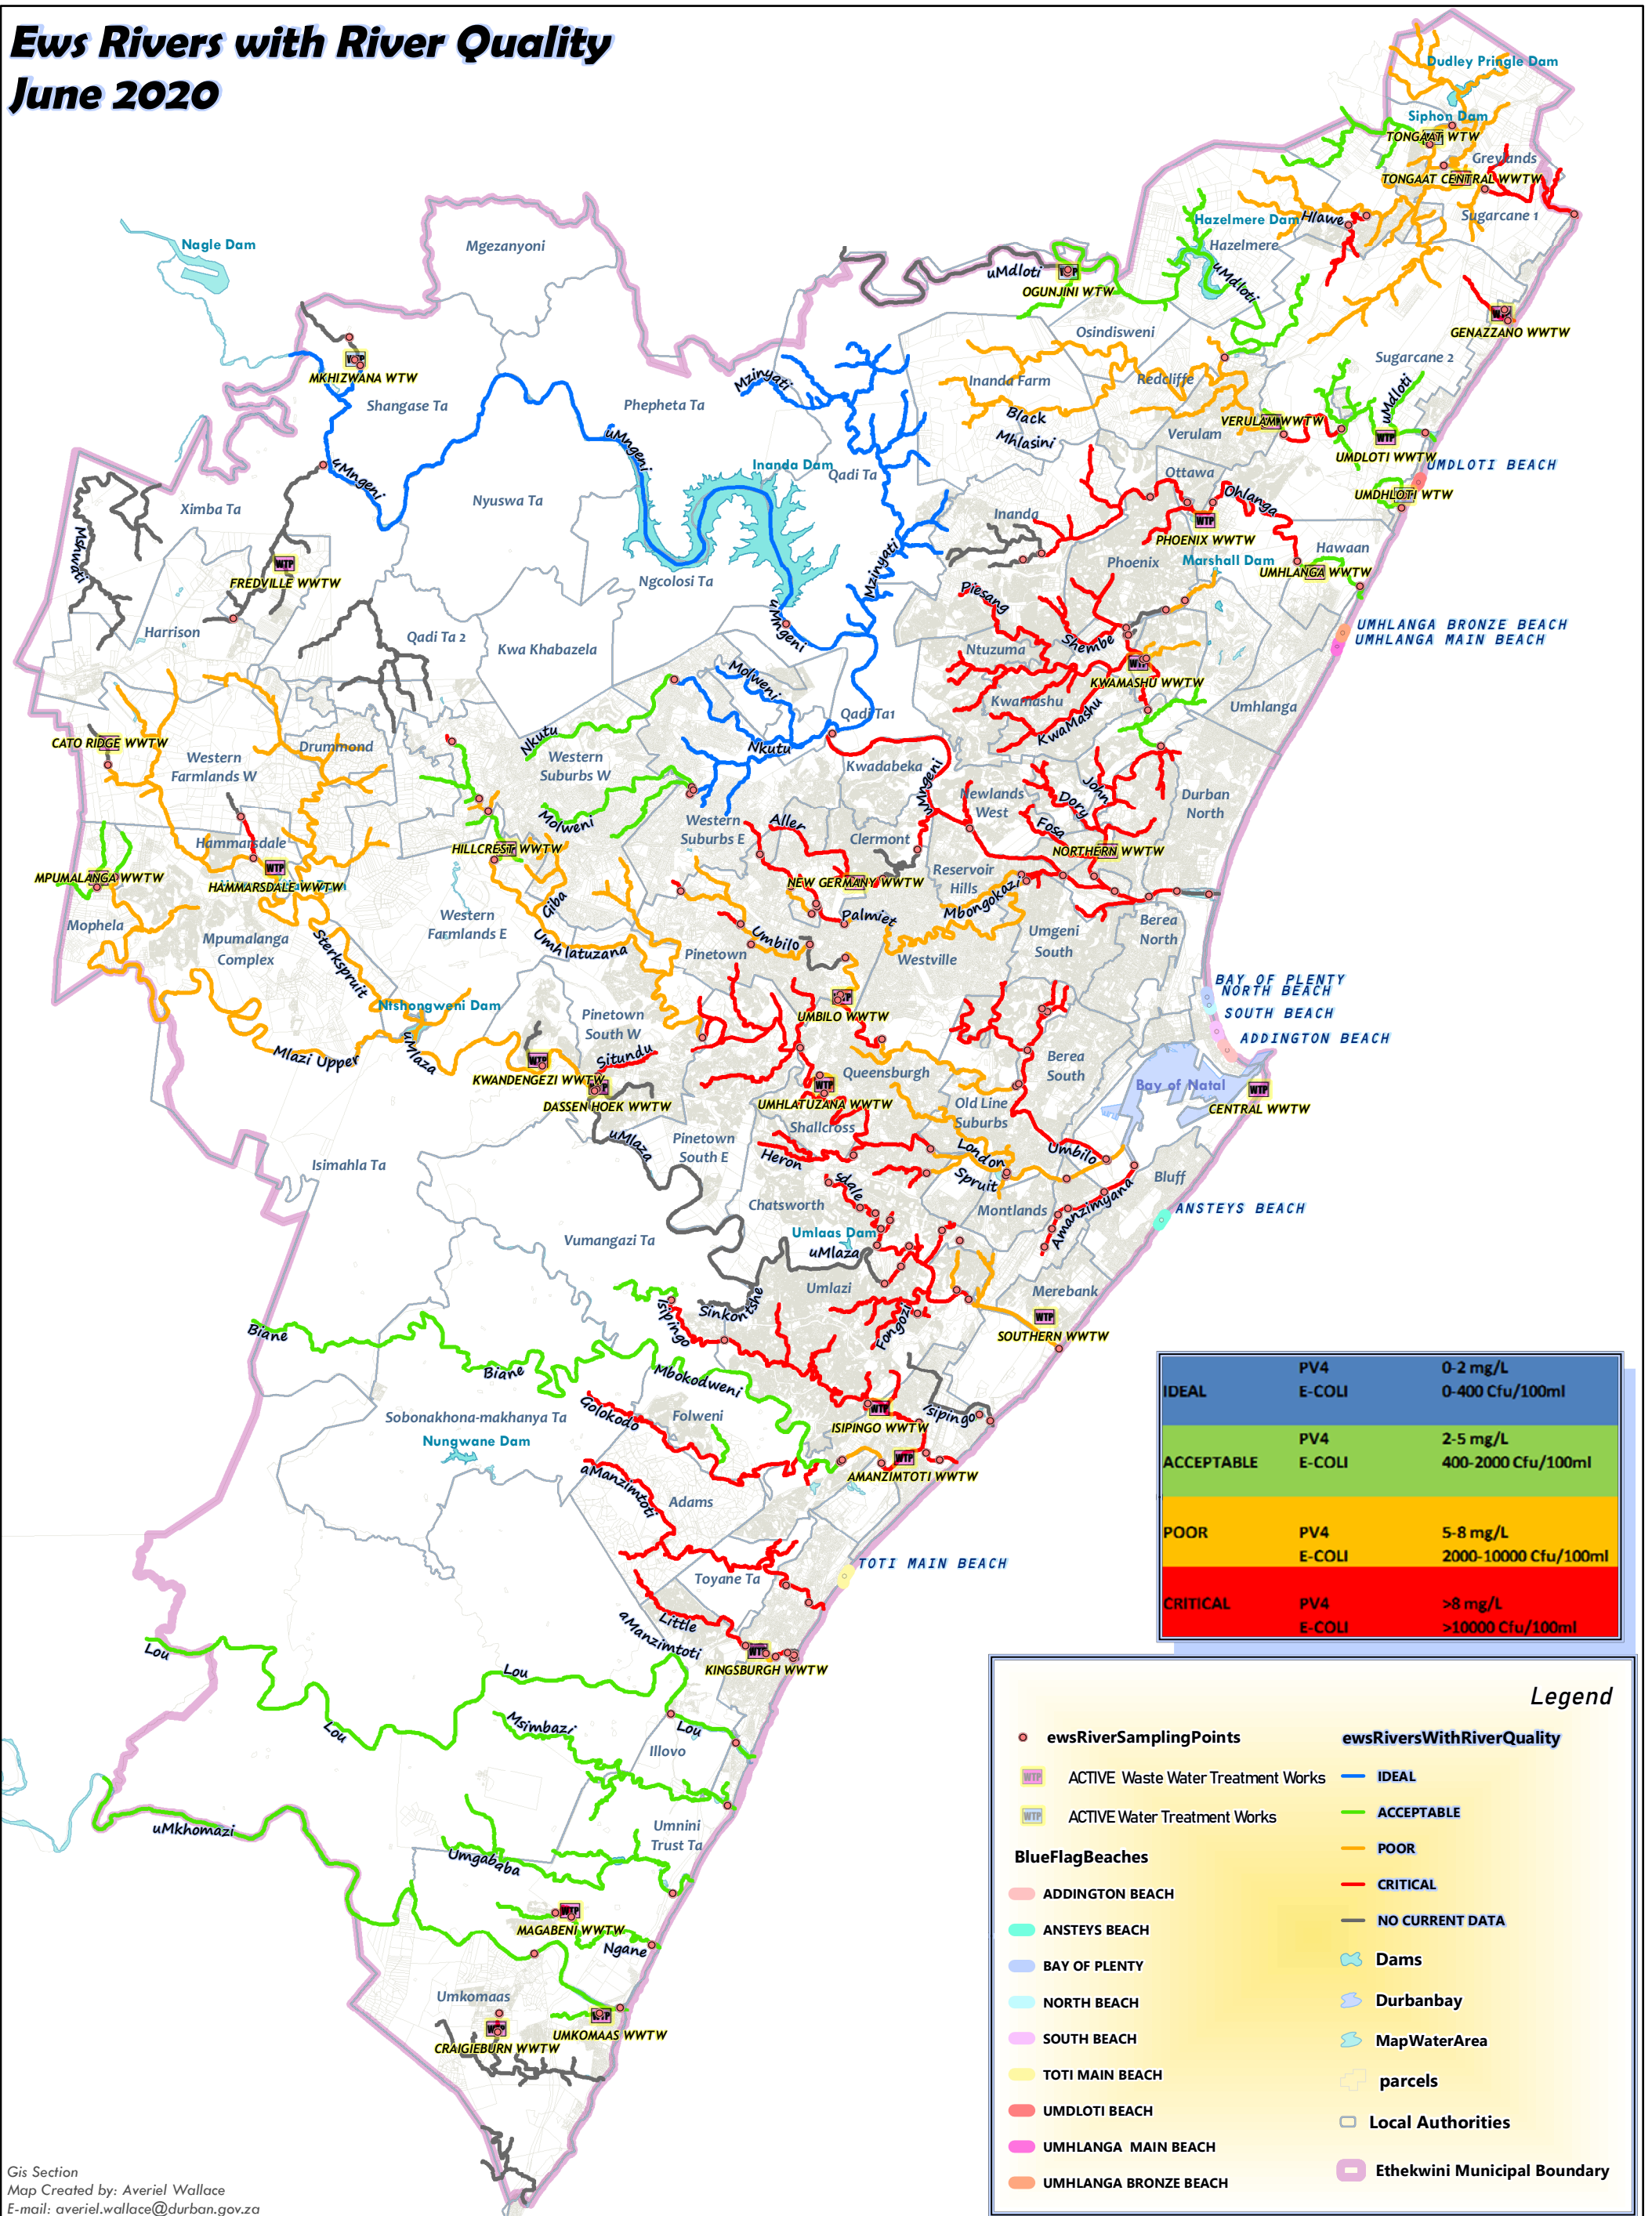 Ews Rivers with River Quality
June 2020
Dudley Pringle Dam
Siphon Dam
TONGAAT WTW
Greylands
TONGAAT CENTRAL WWTW
Hlawe
Sugarcane 1
Hazelmere Dam
Hazelmere
uMdloti
Nagle Dam
Mgezanyoni
uMdloti
OGUNJINI WTW
GENAZZANO WWTW
Osindisweni
Sugarcane 2
MKHIZWANA WTW
Shangase Ta
Phepheta Ta
Mzinyati
Inanda Farm
Redcliffe
uMdloti
Black
Mhlasini
VERULAM WWTW
Verulam
UMDLOTI WWTW
UMDLOTI BEACH
uMngeni
uMngeni
Inanda Dam
Qadi Ta
Ottawa
Ohlanga
UMDHLOTI WTW
Nyuswa Ta
Ximba Ta
Inanda
PHOENIX WWTW
Hawaan
Mshwati
FREDVILLE WWTW
Ngcolosi Ta
Mzinyati
Phoenix
Marshall Dam
UMHLANGA WWTW
Piesang
Harrison
Qadi Ta 2
Kwa Khabazela
uMngeni
Ntuzuma
Shembe
UMHLANGA BRONZE BEACH
UMHLANGA MAIN BEACH
Molweni
KWAMASHU WWTW
Kwamashu
KwaMashu
Umhlanga
Qadi Ta1
CATO RIDGE WWTW
Drummond
Western
Farmlands W
Nkutu
Western
Suburbs W
Nkutu
Kwadabeka
uMngeni
Newlands
West
John
Dory
Durban
North
Molweni
Western
Suburbs E
Aller
Clermont
Fosa
Hammarsdale
HILLCREST WWTW
NORTHERN WWTW
MPUMALANGA WWTW
HAMMARSDALE WWTW
NEW GERMANY WWTW
Reservoir
Hills
Mbongokazi
Giba
Palmiet
Mophela
Western
Farmlands E
Berea
North
Mpumalanga
Complex
Sterkspruit
Umhlatuzana
Umbilo
Pinetown
Westville
Umgeni
South
BAY OF PLENTY
NORTH BEACH
SOUTH BEACH
Ntshongweni Dam
Pinetown
South W
UMBILO WWTW
ADDINGTON BEACH
Mlazi Upper
uMlaza
Situndu
Queensburgh
Berea
South
KWANDENGEZI WWTW
Bay of Natal
DASSEN HOEK WWTW
UMHLATUZANA WWTW
Old Line
Suburbs
CENTRAL WWTW
Shallcross
uMlaza
Pinetown
South E
Heron
sdale
London
Spruit
Umbilo
Isimahla Ta
Bluff
Chatsworth
Montlands
Amanzimyana
ANSTEYS BEACH
Vumangazi Ta
Umlaas Dam
uMlaza
Umlazi
Merebank
Isipingo
Sinkontshe
Fongozi
SOUTHERN WWTW
Biane
Biane
Mbokodweni
Golokodo
Sobonakhona-makhanya Ta
Folweni
Isipingo
ISIPINGO WWTW
Nungwane Dam
aManzimtoti
AMANZIMTOTI WWTW
Adams
TOTI MAIN BEACH
Toyane Ta
Little
aManzimtoti
KINGSBURGH WWTW
Lou
Lou
Lou
Lou
Msimbazi
Illovo
uMkhomazi
Umnini
Trust Ta
Umgababa
MAGABENI WWTW
Ngane
Umkomaas
UMKOMAAS WWTW
CRAIGIEBURN WWTW
IDEAL PV4 0-2 mg/L
E-COLI 0-400 Cfu/100ml
ACCEPTABLE PV4 2-5 mg/L
E-COLI 400-2000 Cfu/100ml
POOR PV4 5-8 mg/L
E-COLI 2000-10000 Cfu/100ml
CRITICAL PV4 >8 mg/L
E-COLI >10000 Cfu/100ml
Legend
ewsRiverSamplingPoints
WTP ACTIVE Waste Water Treatment Works
WTP ACTIVE Water Treatment Works
BlueFlagBeaches
ADDINGTON BEACH
ANSTEYS BEACH
BAY OF PLENTY
NORTH BEACH
SOUTH BEACH
TOTI MAIN BEACH
UMDLOTI BEACH
UMHLANGA MAIN BEACH
UMHLANGA BRONZE BEACH
ewsRiversWithRiverQuality
IDEAL
ACCEPTABLE
POOR
CRITICAL
NO CURRENT DATA
Dams
Durbanbay
MapWaterArea
parcels
Local Authorities
Ethekwini Municipal Boundary
Gis Section
Map Created by: Averiel Wallace
E-mail: averiel.wallace@durban.gov.za